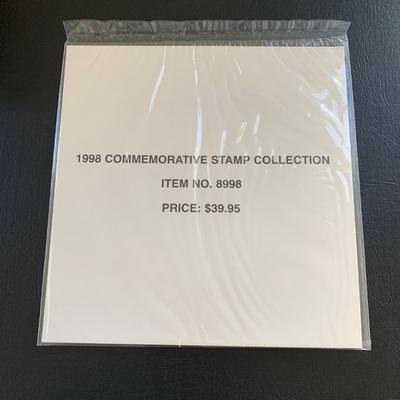 1998 COMMEMORATIVE STAMP COLLECTION
ITEM NO. 8998
PRICE: $39.95